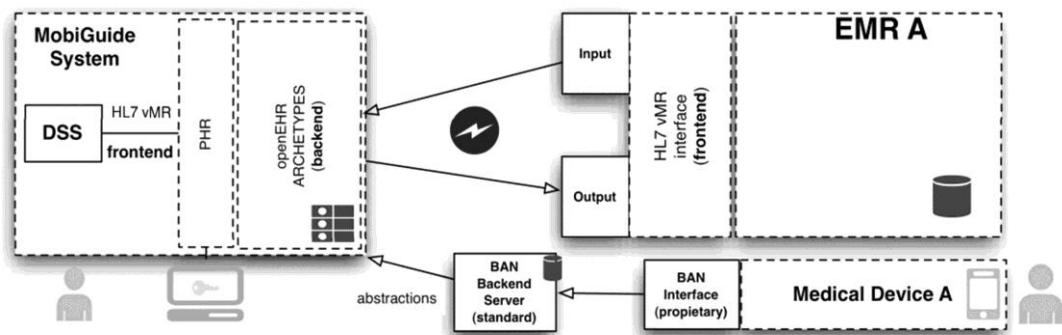 MobiGuide
System
HL7 vMR
DSS
frontend
PHR
openEHR
ARCHETYPES
(backend)
Input
Output
HL7 vMR
interface
(frontend)
EMR A
abstractions
BAN
Backend
Server
(standard)
BAN
Interface
(propietary)
Medical Device A